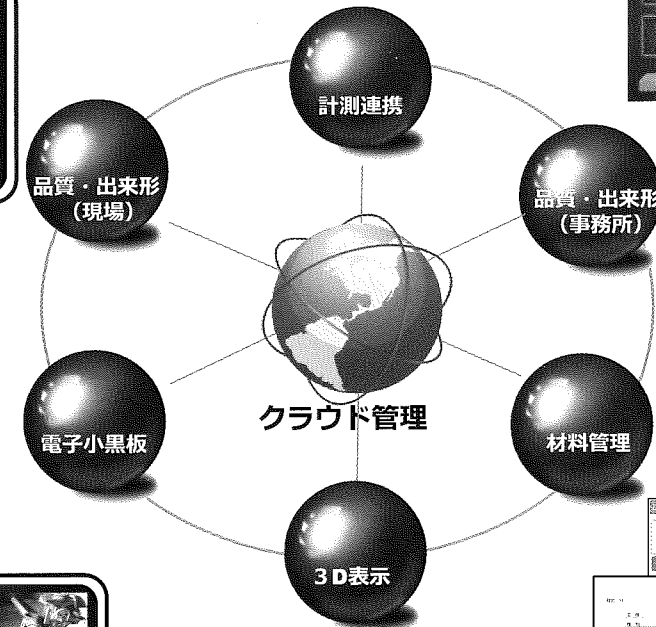 計測連携
品質・出来形
(現場)
品質・出来形
(事務所)
クラウド管理
電子小黒板
材料管理
3D表示